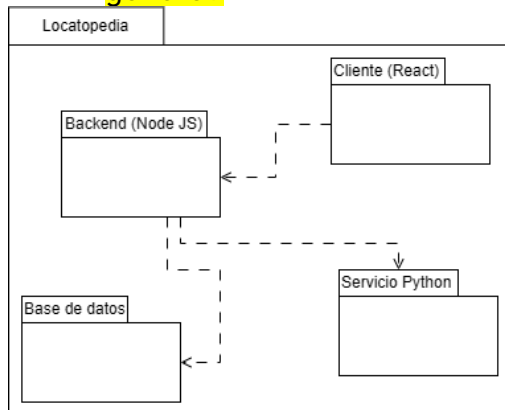 Locatopedia
Cliente (React)
Backend (Node JS)
Servicio Python
Base de datos